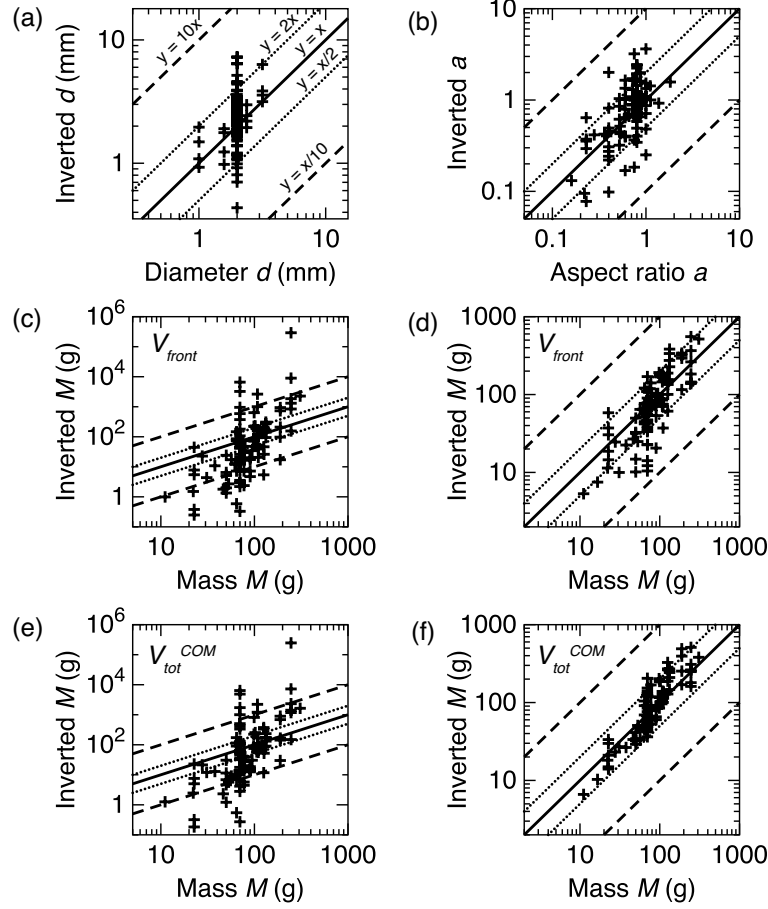 (a)
10
1
Inverted d (mm)
y = 10x
y = 2x
y = x
y = x/2
y = x/10
1
10
Diameter d (mm)
(b)
10
1
0.1
Inverted a
0.1
1
10
Aspect ratio a
(c)
10^6
10^4
10^2
1
Inverted M (g)
V_front
10
100
1000
Mass M (g)
(d)
1000
100
10
Inverted M (g)
V_front
10
100
1000
Mass M (g)
(e)
10^6
10^4
10^2
1
Inverted M (g)
V_tot^COM
10
100
1000
Mass M (g)
(f)
1000
100
10
Inverted M (g)
V_tot^COM
10
100
1000
Mass M (g)